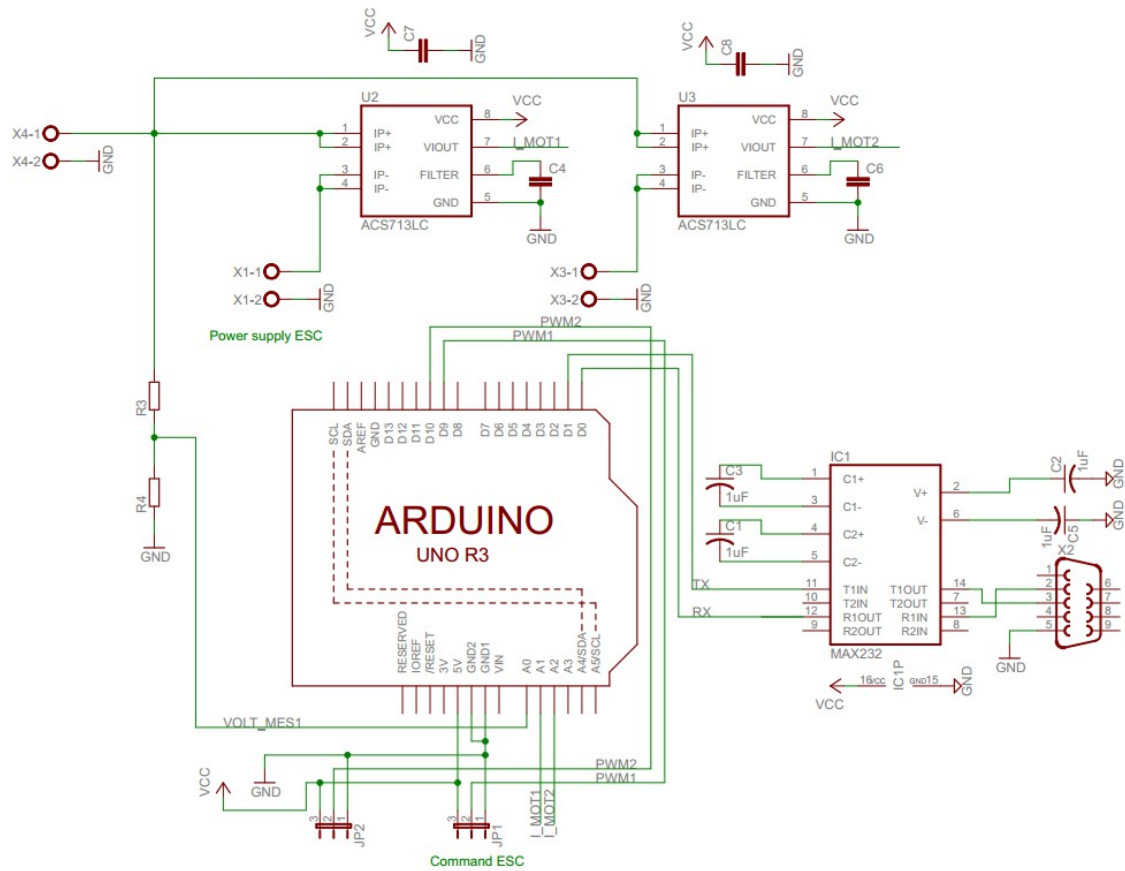 VCC
C7
GND
VCC
C8
GND
U2
VCC
U3
VCC
X4-1
X4-2
GND
1 IP+ VCC 8
2 IP+ VIOUT 7 I_MOT1
3 IP- FILTER 6 C4
4 IP- GND 5
ACS713LC
GND
1 IP+ VCC 8
2 IP+ VIOUT 7 I_MOT2
3 IP- FILTER 6 C6
4 IP- GND 5
ACS713LC
GND
X1-1
X1-2
GND
X3-1
X3-2
GND
Power supply ESC
PWM2
PWM1
R3
R4
GND
SCL
SDA
AREF
GND
D13
D12
D11
D10
D9
D8
D7
D6
D5
D4
D3
D2
D1
D0
ARDUINO
UNO R3
RESERVED
IOREF
/RESET
3V
5V
GND2
GND1
VIN
A0
A1
A2
A3
A4/SDA
A5/SCL
TX
RX
IC1
C3
1uF
C1
1uF
1 C1+
3 C1-
4 C2+
5 C2-
11 T1IN T1OUT 14
10 T2IN T2OUT 7
12 R1OUT R1IN 13
9 R2OUT R2IN 8
V+ 2
V- 6
MAX232
C2
1uF
GND
1uF
C5
GND
X2
1
2
3
4
5
6
7
8
9
GND
VCC
16 VCC
IC1P
GND 15
GND
VOLT_MES1
VCC
GND
PWM2
PWM1
3
2
1
JP2
3
2
1
JP1
I_MOT1
I_MOT2
Command ESC